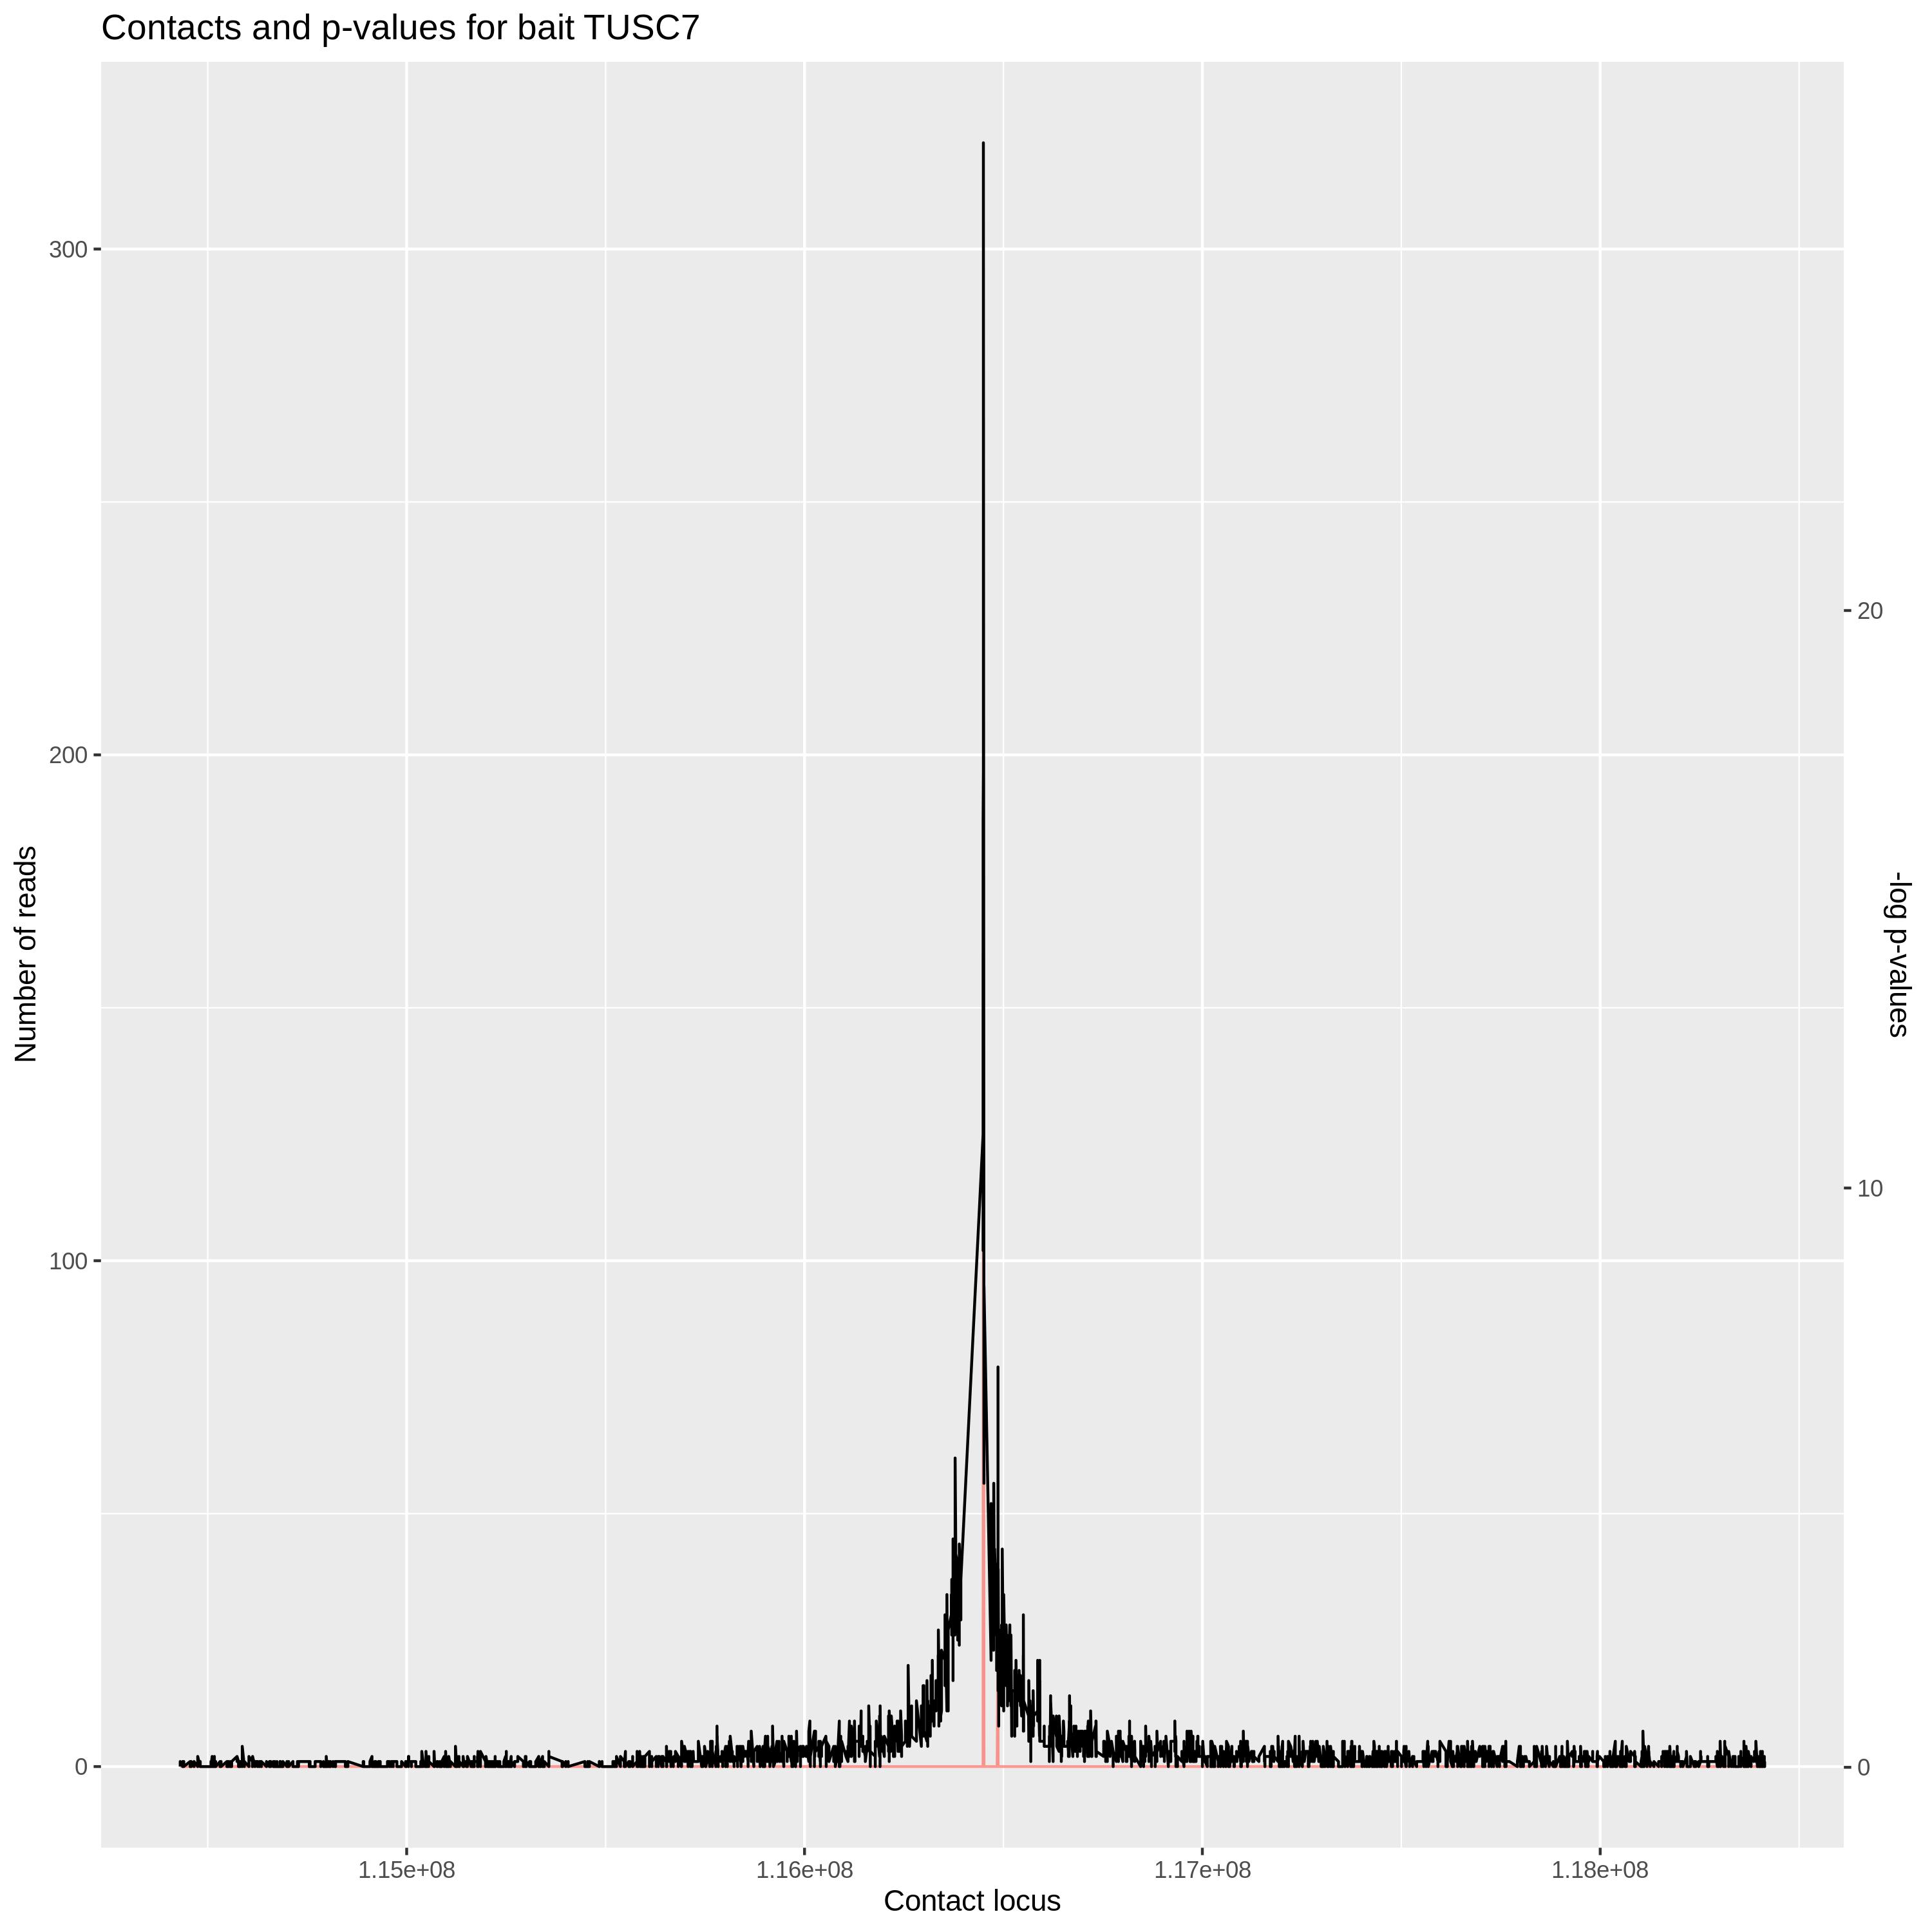 Contacts and p-values for bait TUSC7
300
200
100
0
20
10
0
Number of reads
-log p-values
1.15e+08
1.16e+08
1.17e+08
1.18e+08
Contact locus